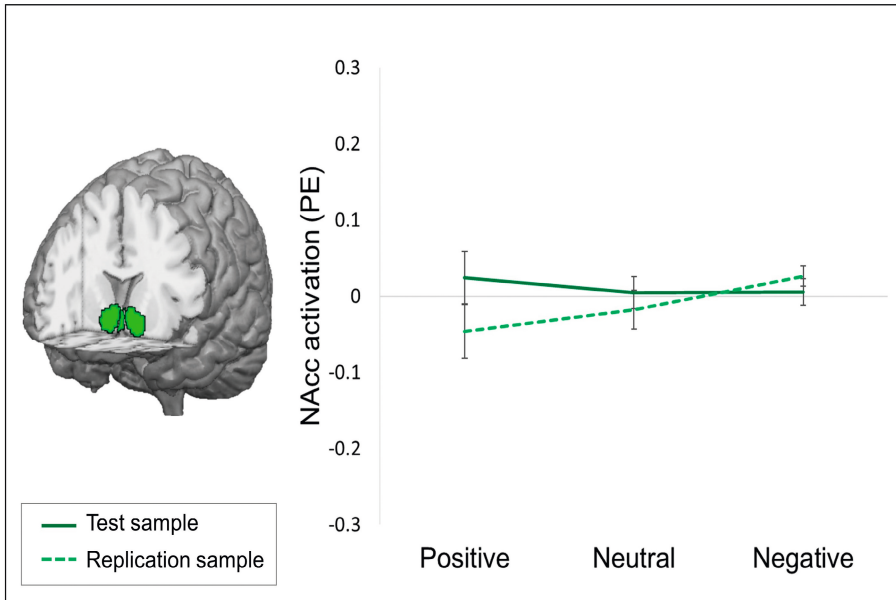 NAcc activation (PE)
0.3
0.2
0.1
0
-0.1
-0.2
-0.3
Positive Neutral Negative
Test sample
Replication sample